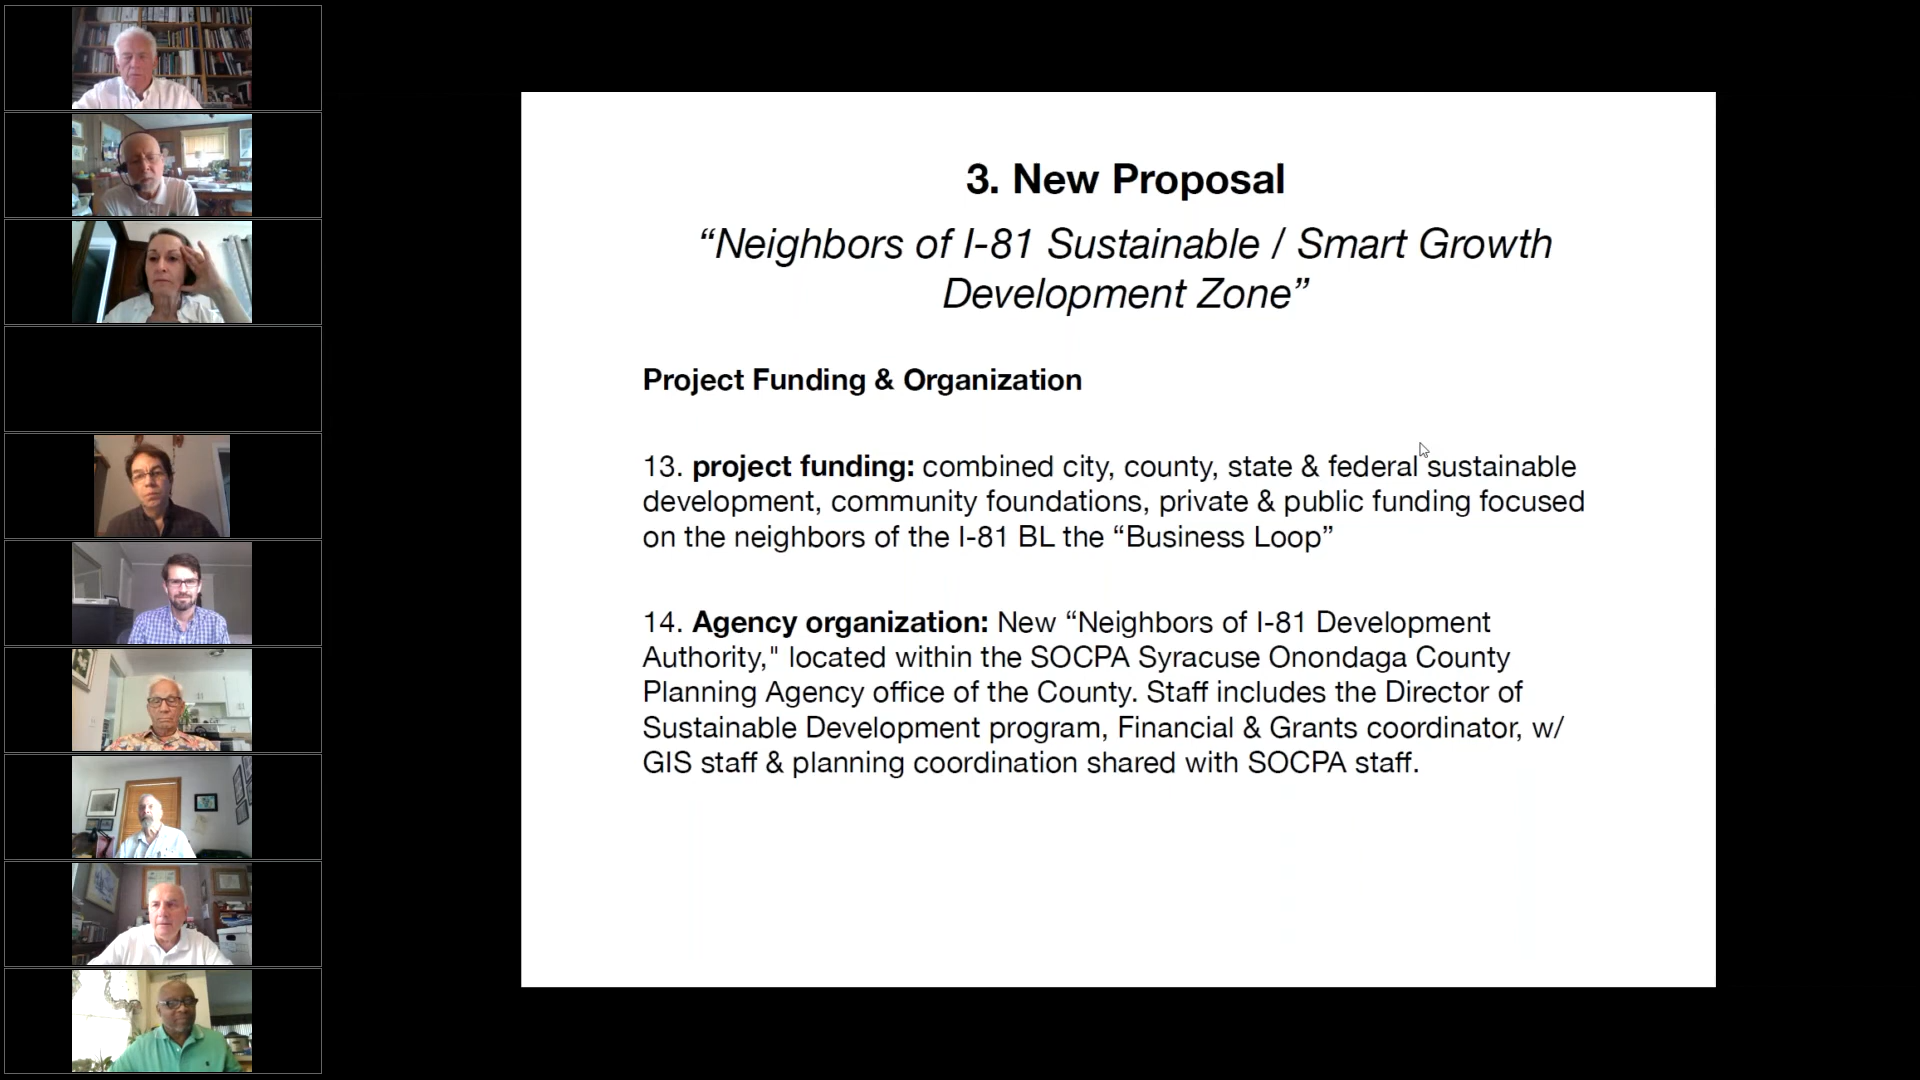 3. New Proposal
“Neighbors of I-81 Sustainable / Smart Growth
Development Zone”
Project Funding & Organization
13. project funding: combined city, county, state & federal sustainable
development, community foundations, private & public funding focused
on the neighbors of the I-81 BL the “Business Loop”
14. Agency organization: New “Neighbors of I-81 Development
Authority," located within the SOCPA Syracuse Onondaga County
Planning Agency office of the County. Staff includes the Director of
Sustainable Development program, Financial & Grants coordinator, w/
GIS staff & planning coordination shared with SOCPA staff.